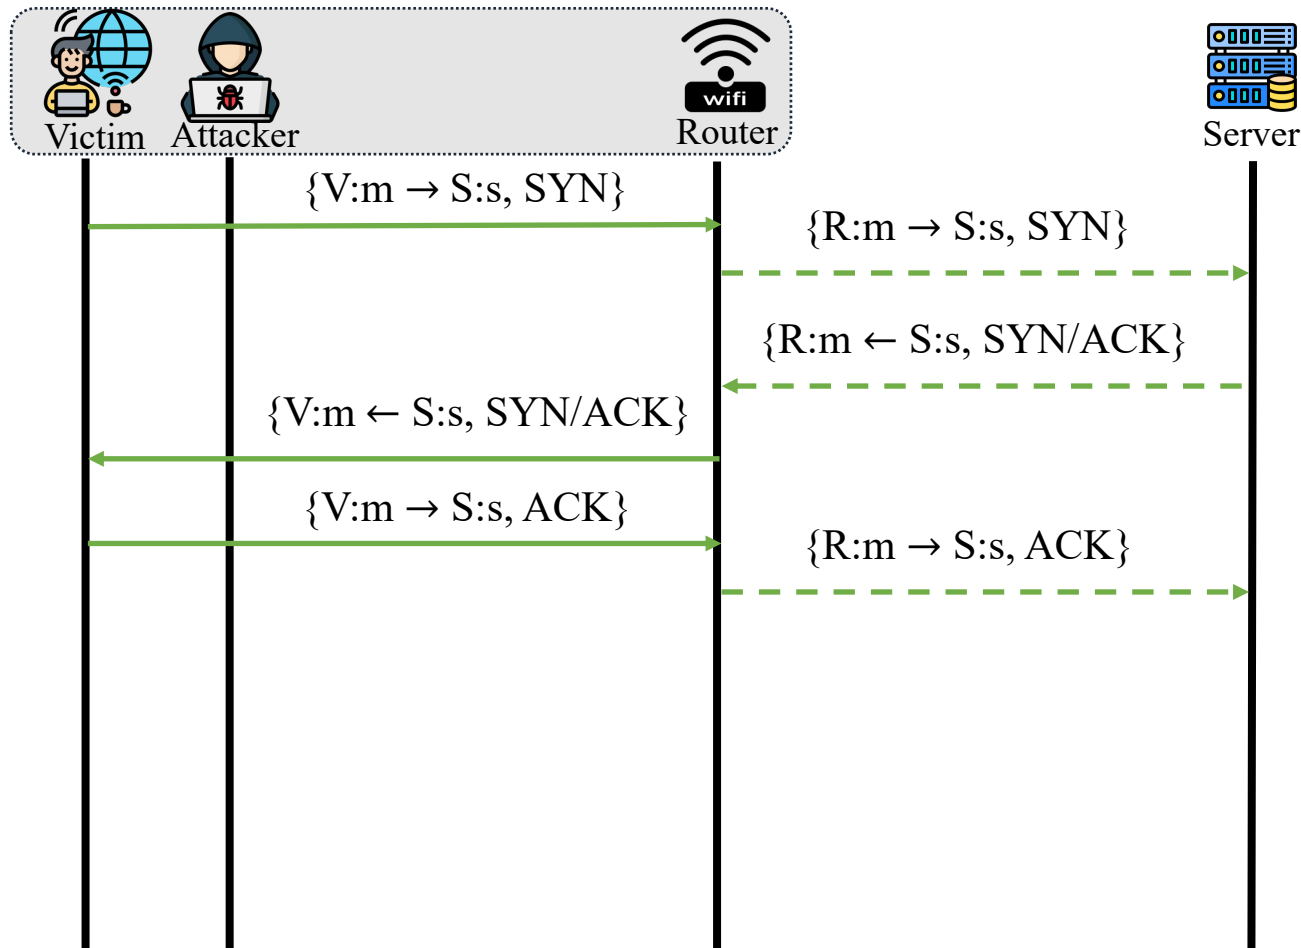 wifi
Victim
Attacker
Router
Server
{V:m → S:s, SYN}
{R:m → S:s, SYN}
{R:m ← S:s, SYN/ACK}
{V:m ← S:s, SYN/ACK}
{V:m → S:s, ACK}
{R:m → S:s, ACK}